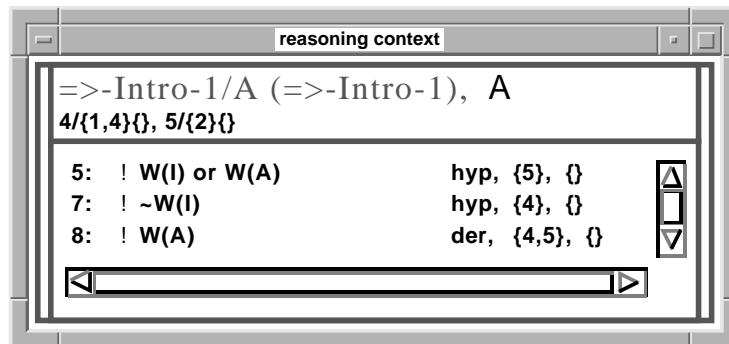 reasoning context
=>-Intro-1/A (=>-Intro-1), A
4/{1,4}{}, 5/{2}{}
5: ! W(I) or W(A) hyp, {5}, {}
7: ! ~W(I) hyp, {4}, {}
8: ! W(A) der, {4,5}, {}